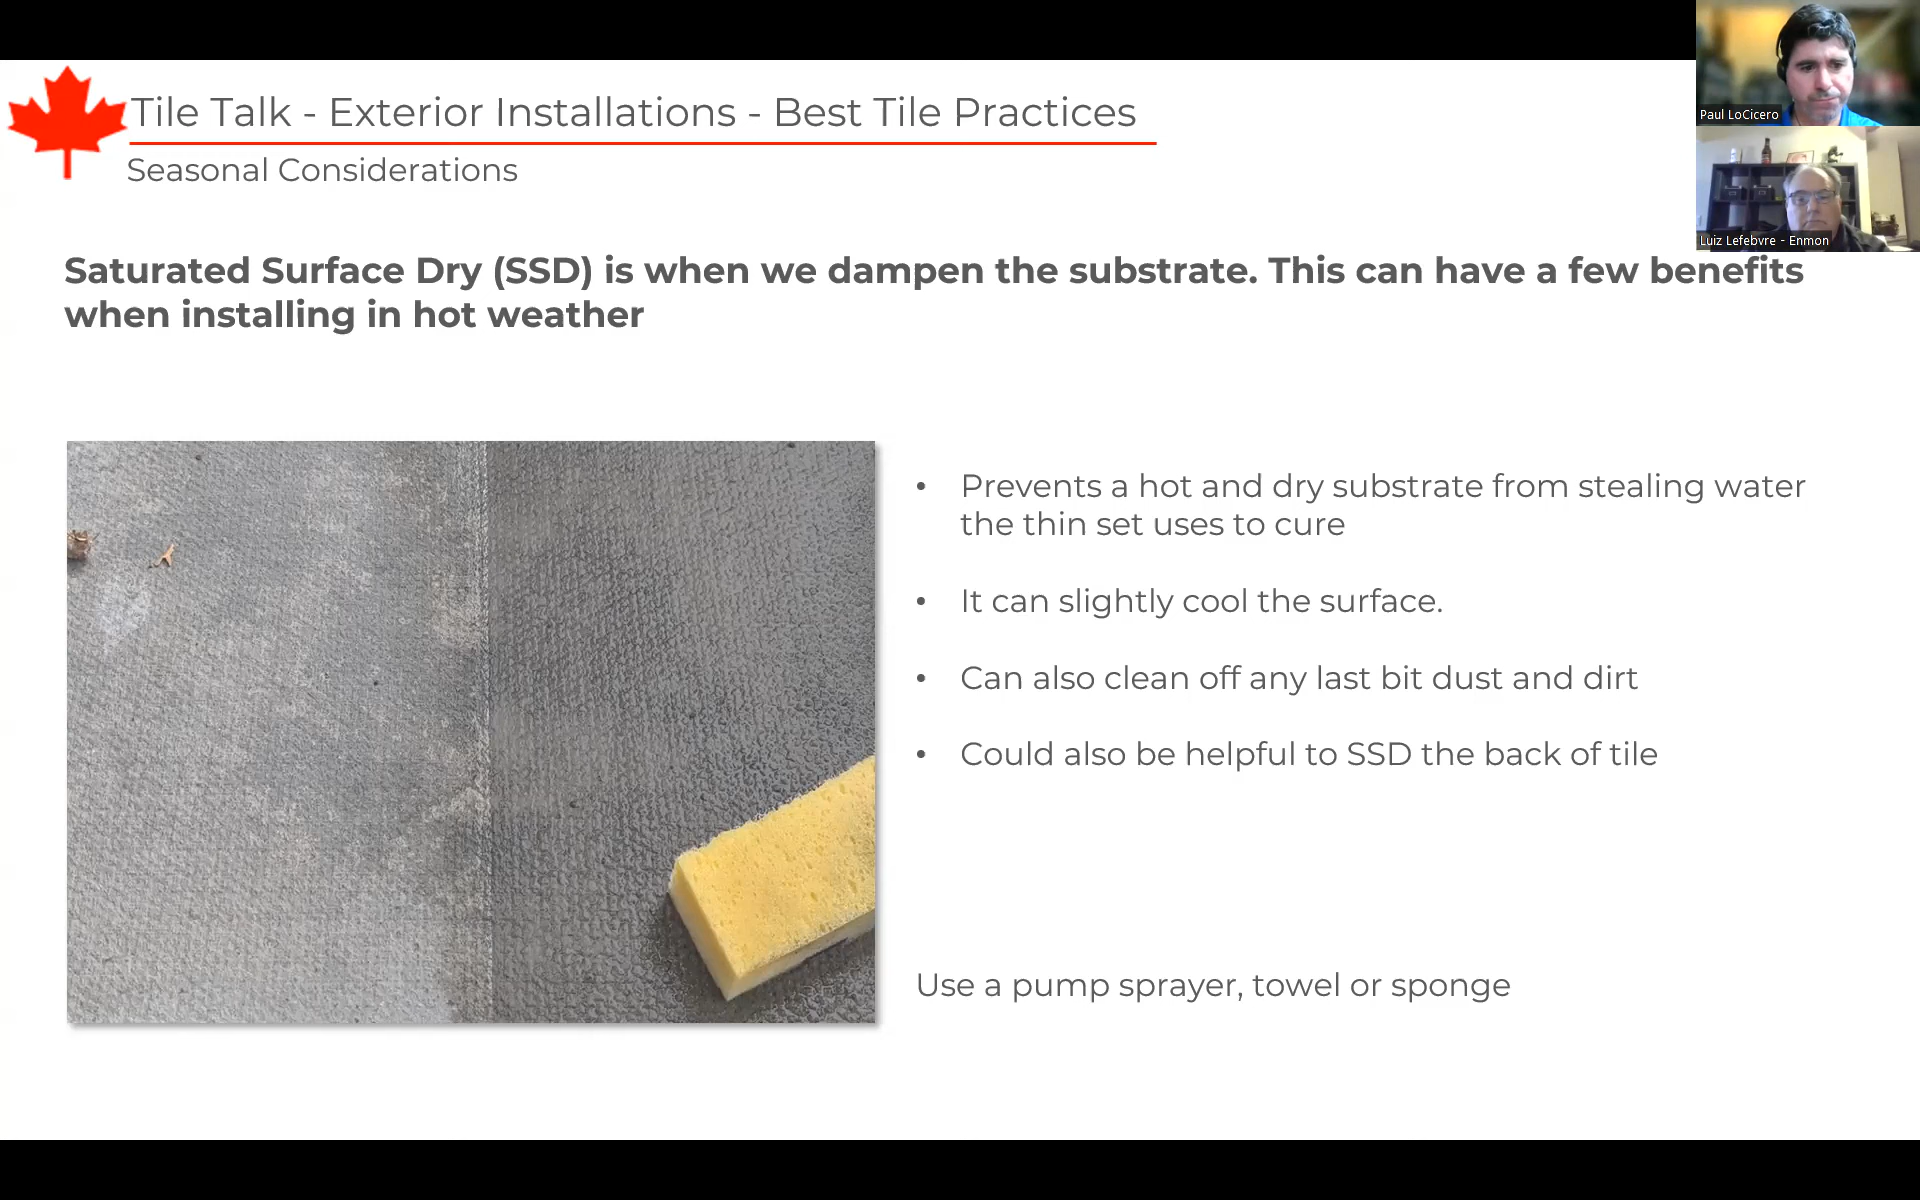 Tile Talk - Exterior Installations - Best Tile Practices
Seasonal Considerations
Paul LoCicero
Luiz Lefebvre - Enmon
Saturated Surface Dry (SSD) is when we dampen the substrate. This can have a few benefits
when installing in hot weather
• Prevents a hot and dry substrate from stealing water
the thin set uses to cure
• It can slightly cool the surface.
• Can also clean off any last bit dust and dirt
• Could also be helpful to SSD the back of tile
Use a pump sprayer, towel or sponge